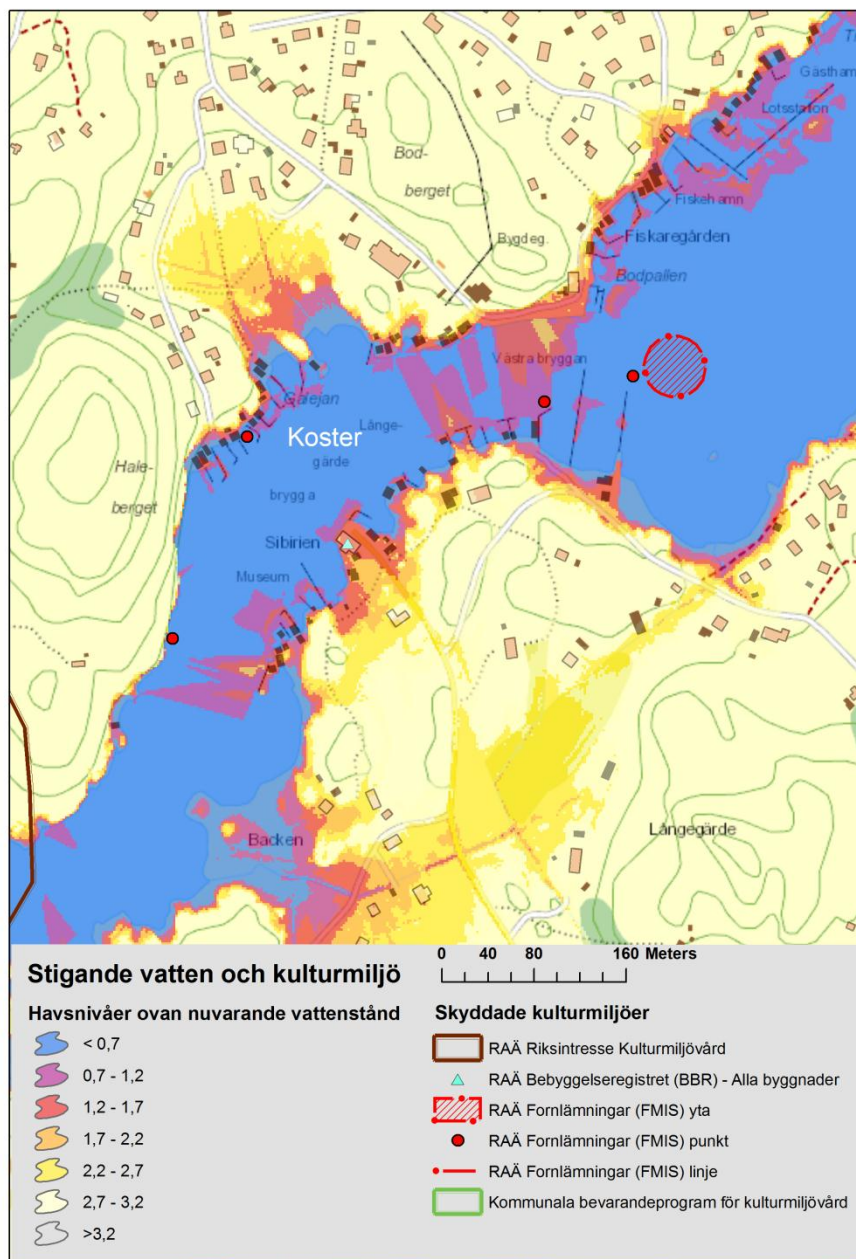 Gästham
Lotsstation
Bod-
berget
Fiskehamn
Bygdeg.
Fiskaregården
Bodpallen
Västra bryggan
Galejan
Koster
Långe-
gärde
Hale-
berget
brygga
Sibirien
Museum
Backen
Långegärde
Stigande vatten och kulturmiljö
Havsnivåer ovan nuvarande vattenstånd
< 0,7
0,7 - 1,2
1,2 - 1,7
1,7 - 2,2
2,2 - 2,7
2,7 - 3,2
>3,2
0 40 80 160 Meters
Skyddade kulturmiljöer
RAÄ Riksintresse Kulturmiljövård
RAÄ Bebyggelseregistret (BBR) - Alla byggnader
RAÄ Fornlämningar (FMIS) yta
RAÄ Fornlämningar (FMIS) punkt
RAÄ Fornlämningar (FMIS) linje
Kommunala bevarandeprogram för kulturmiljövård